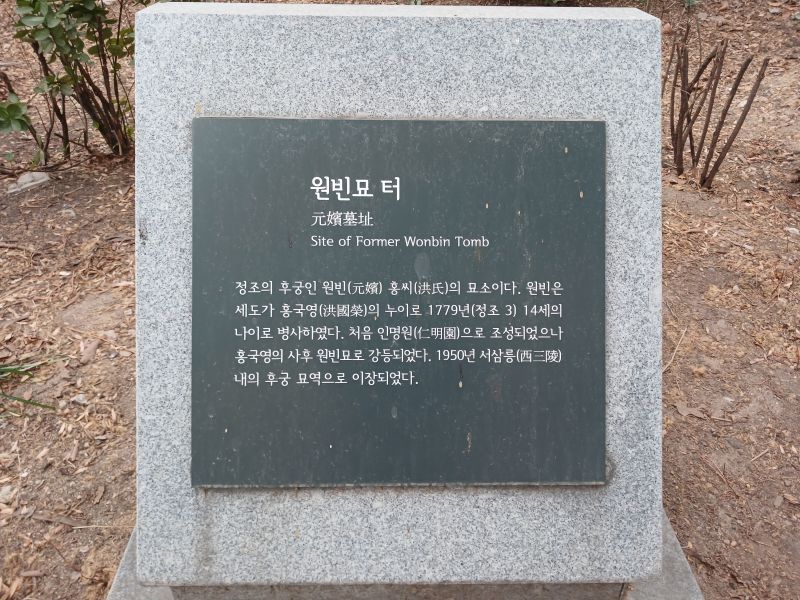 원빈묘 터
元嬪墓址
Site of Former Wonbin Tomb
정조의 후궁인 원빈(元嬪) 홍씨(洪氏)의 묘소이다. 원빈은
세도가 홍국영(洪國榮)의 누이로 1779년(정조 3) 14세의
나이로 병사하였다. 처음 인명원(仁明園)으로 조성되었으나
홍국영의 사후 원빈묘로 강등되었다. 1950년 서삼릉(西三陵)
내의 후궁 묘역으로 이장되었다.